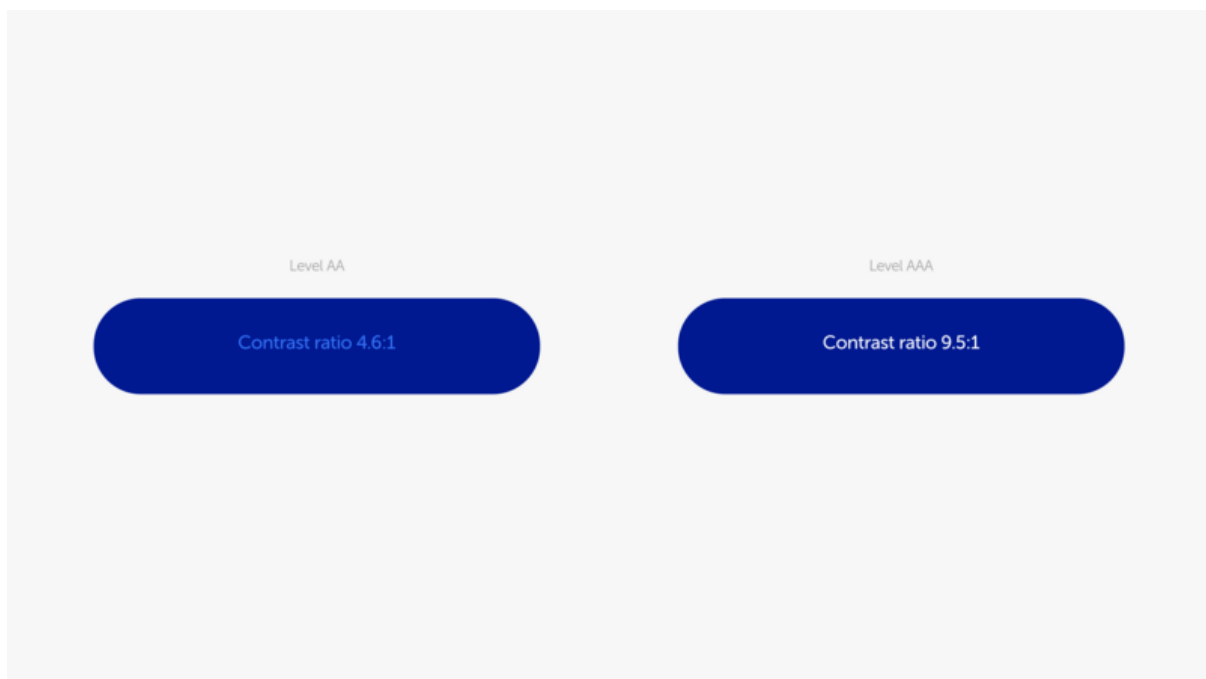 Level AA
Contrast ratio 4.6:1
Level AAA
Contrast ratio 9.5:1